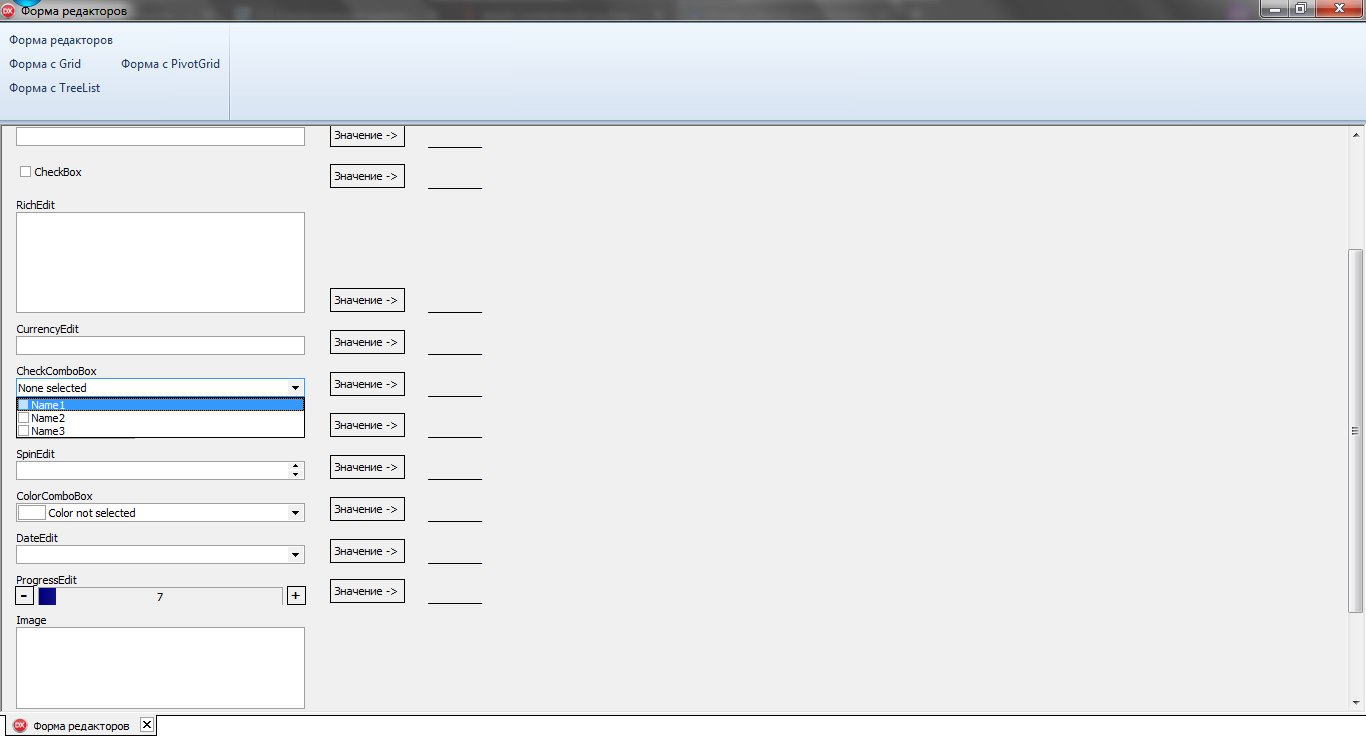 DX Форма редакторов
Форма редакторов
Форма с Grid Форма с PivotGrid
Форма с TreeList
Значение ->
CheckBox Значение ->
RichEdit
Значение ->
CurrencyEdit
Значение ->
CheckComboBox
None selected Значение ->
Name1
Name2 Значение ->
Name3
SpinEdit
Значение ->
ColorComboBox
Color not selected Значение ->
DateEdit
Значение ->
ProgressEdit
- 7 + Значение ->
Image
DX Форма редакторов